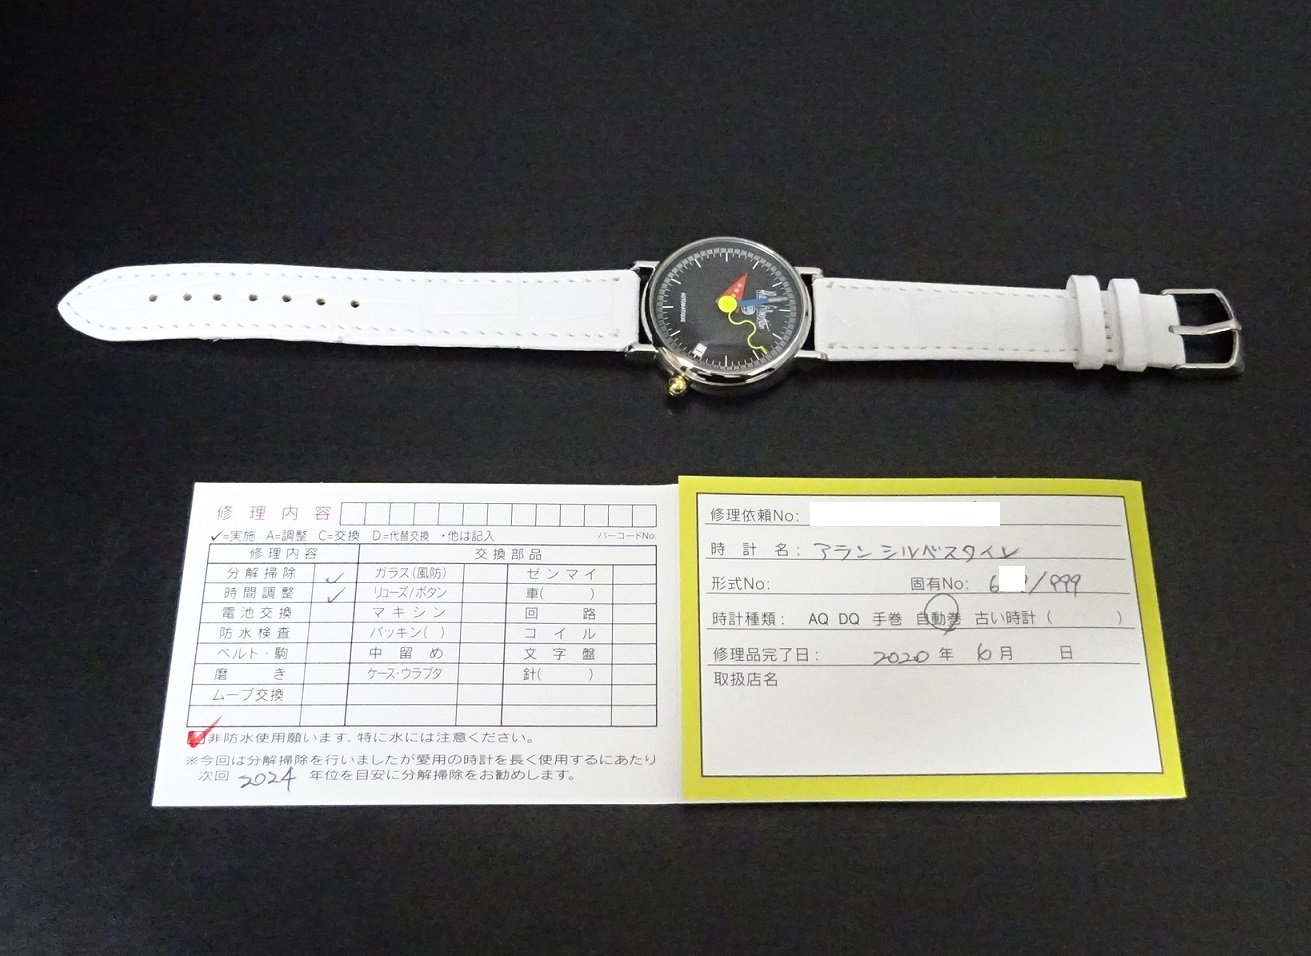 AUTOMATIQUE
修理内容
✓=実施 A=調整 C=交換 D=代替交換 ・他は記入 バーコードNo.
修理内容 交換部品
分解掃除 ✓ ガラス(風防) ゼンマイ
時間調整 ✓ リューズ/ボタン 車( )
電池交換 マキシン 回路
防水検査 パッキン( ) コイル
ベルト・駒 中留め 文字盤
磨き ケース・ウラブタ 針( )
ムーブ交換
✓非防水使用願います、特に水には注意ください。
※今回は分解掃除を行いましたが愛用の時計を長く使用するにあたり
次回 2024 年位を目安に分解掃除をお勧めします。
修理依頼No:
時計名: アランシルベスタイン
形式No: 固有No: 6 /999
時計種類: AQ DQ 手巻 自動巻 古い時計( )
修理品完了日: 2020 年 10 月 日
取扱店名